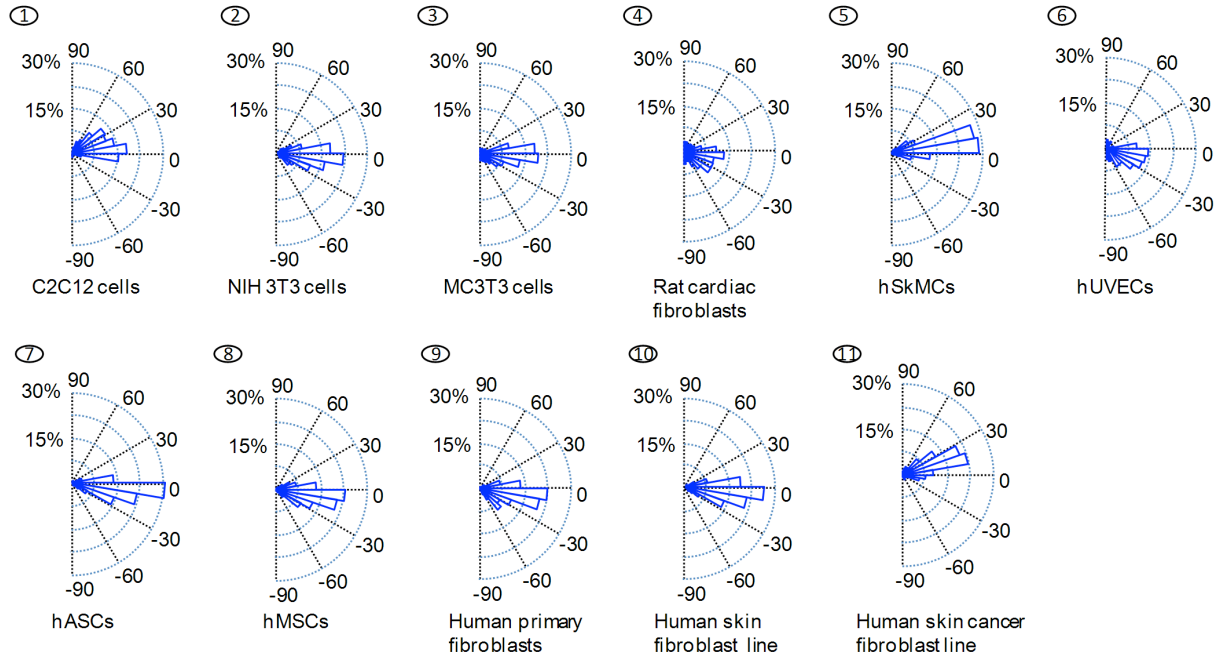 ① ② ③ ④ ⑤ ⑥
90 90 90 90 90 90
30% 60 30% 60 30% 60 30% 60 30% 60 30% 60
15% 30 15% 30 15% 30 15% 30 15% 30 15% 30
0 0 0 0 0 0
-30 -30 -30 -30 -30 -30
-60 -60 -60 -60 -60 -60
-90 -90 -90 -90 -90 -90
C2C12 cells NIH 3T3 cells MC3T3 cells Rat cardiac hSkMCs hUVECs
fibroblasts
⑦ ⑧ ⑨ ⑩ ⑪
90 90 90 90 90
30% 60 30% 60 30% 60 30% 60 30% 60
15% 30 15% 30 15% 30 15% 30 15% 30
0 0 0 0 0
-30 -30 -30 -30 -30
-60 -60 -60 -60 -60
-90 -90 -90 -90 -90
hASCs hMSCs Human primary Human skin Human skin cancer
fibroblasts fibroblast line fibroblast line